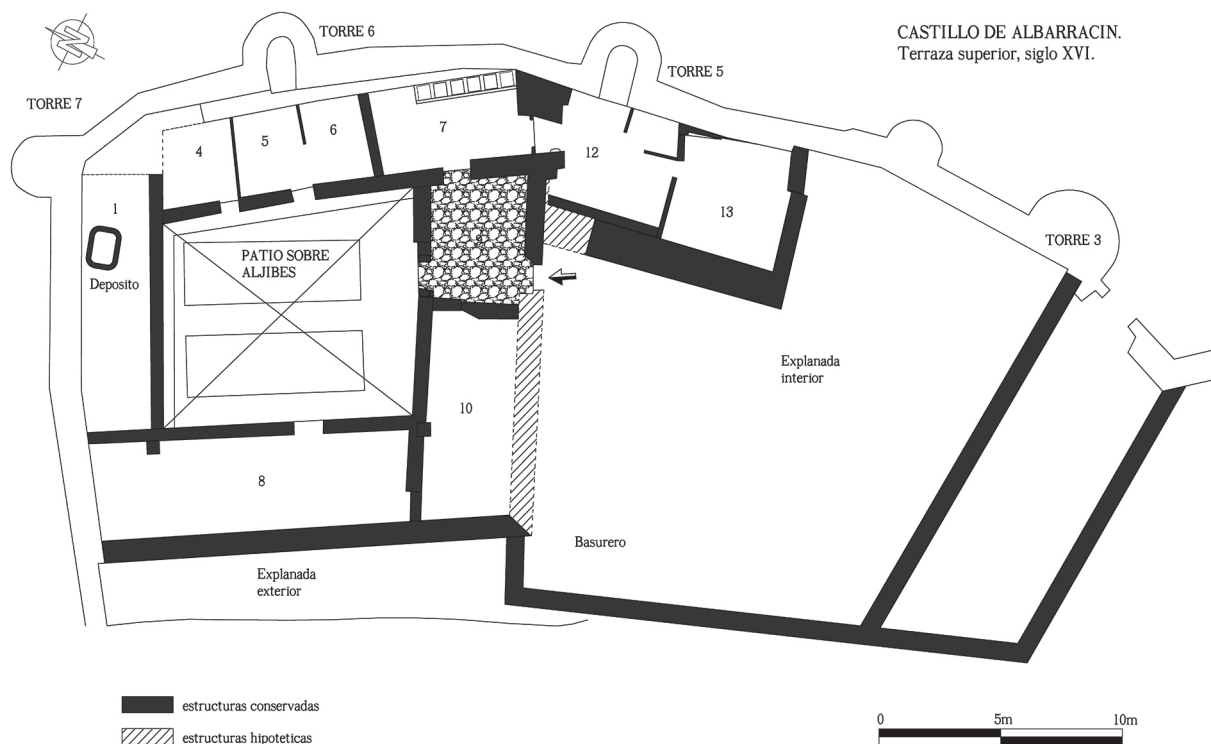 CASTILLO DE ALBARRACIN.
Terraza superior, siglo XVI.
TORRE 6
TORRE 5
TORRE 7
TORRE 3
4
5
6
7
12
13
1
Deposito
PATIO SOBRE
ALJIBES
Explanada
interior
10
8
Basurero
Explanada
exterior
estructuras conservadas
estructuras hipoteticas
0
5m
10m